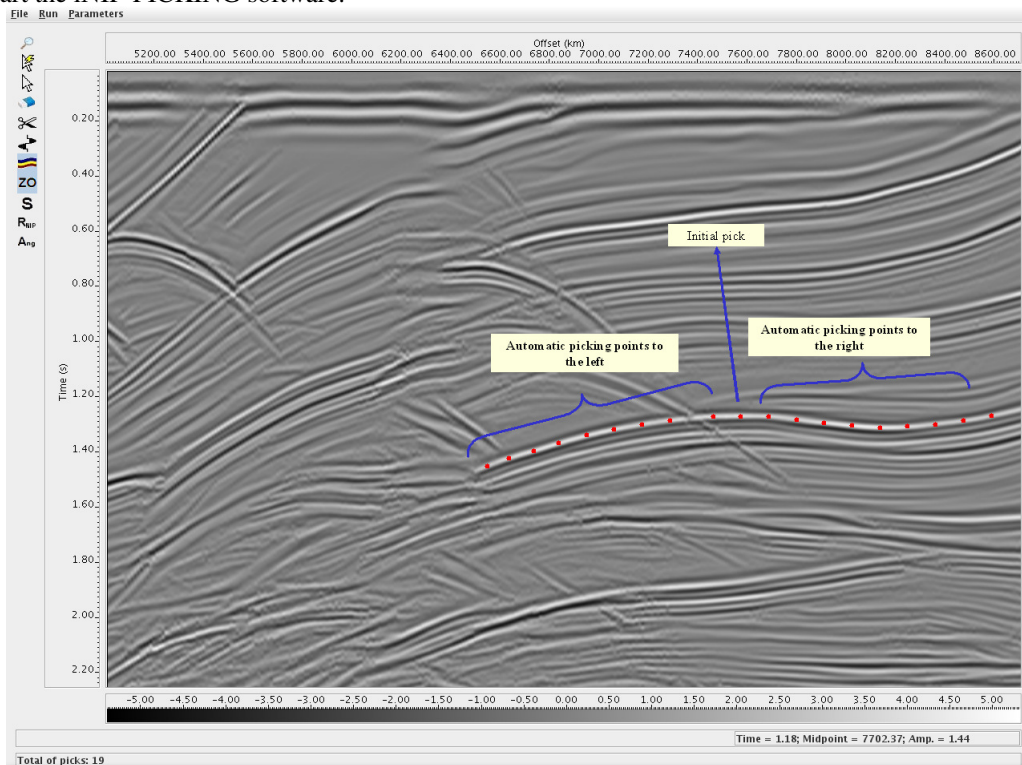 art the iNIP PICKING software.
File Run Parameters
Offset (km)
5200.00 5400.00 5600.00 5800.00 6000.00 6200.00 6400.00 6600.00 6800.00 7000.00 7200.00 7400.00 7600.00 7800.00 8000.00 8200.00 8400.00 8600.00
ZO
S
RNIP
Ang
Time (s)
0.20
0.40
0.60
0.80
1.00
1.20
1.40
1.60
1.80
2.00
2.20
Initial pick
Automatic picking points to
the left
Automatic picking points to
the right
-5.00 -4.50 -4.00 -3.50 -3.00 -2.50 -2.00 -1.50 -1.00 -0.50 0.00 0.50 1.00 1.50 2.00 2.50 3.00 3.50 4.00 4.50 5.00
Time = 1.18; Midpoint = 7702.37; Amp. = 1.44
Total of picks: 19